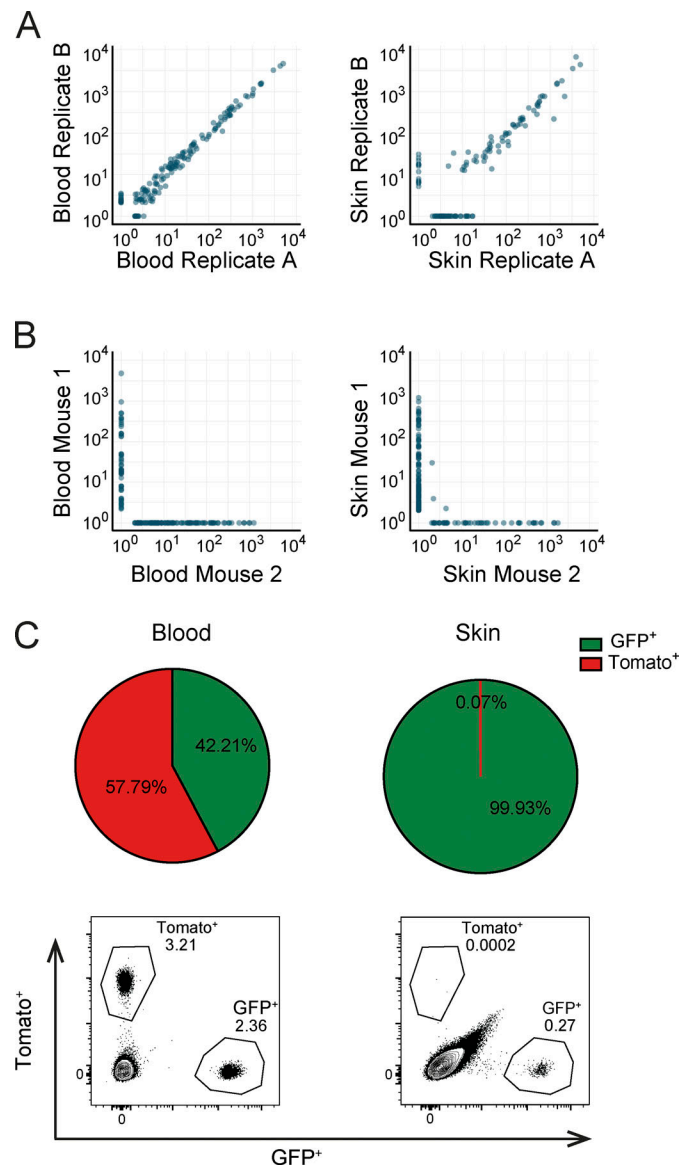 A
Blood Replicate B
10⁴
10³
10²
10¹
10⁰
10⁰ 10¹ 10² 10³ 10⁴
Blood Replicate A
Skin Replicate B
10⁴
10³
10²
10¹
10⁰
10⁰ 10¹ 10² 10³ 10⁴
Skin Replicate A
B
Blood Mouse 1
10⁴
10³
10²
10¹
10⁰
10⁰ 10¹ 10² 10³ 10⁴
Blood Mouse 2
Skin Mouse 1
10⁴
10³
10²
10¹
10⁰
10⁰ 10¹ 10² 10³ 10⁴
Skin Mouse 2
C
Blood
42.21%
57.79%
Skin
0.07%
99.93%
GFP⁺
Tomato⁺
Tomato⁺
3.21
GFP⁺
2.36
0
0
Tomato⁺
0.0002
GFP⁺
0.27
0
0
Tomato⁺
GFP⁺